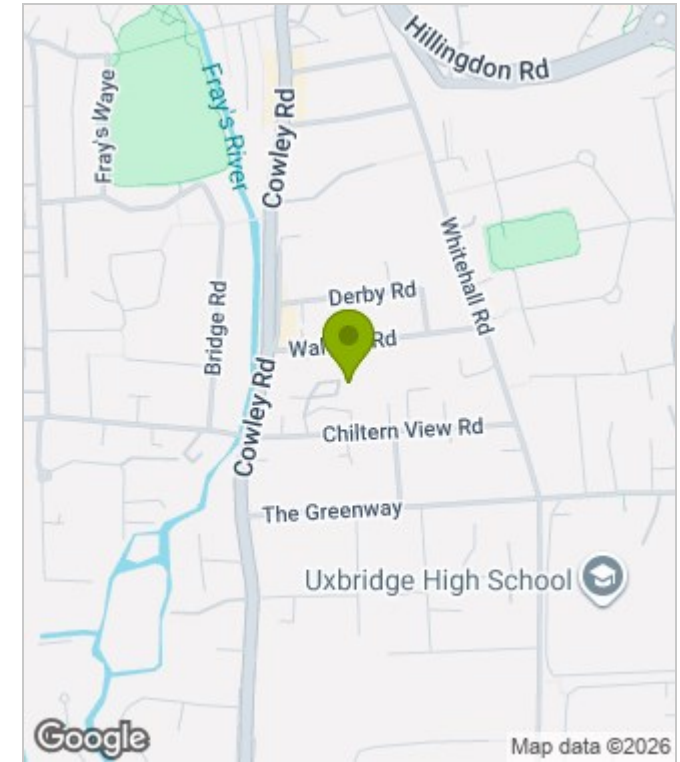 Hillingdon Rd
Fray's Waye
Fray's River
Cowley Rd
Whitehall Rd
Derby Rd
Bridge Rd
Rd
Cowley Rd
Chiltern View Rd
The Greenway
Uxbridge High School
Google
Map data ©2026